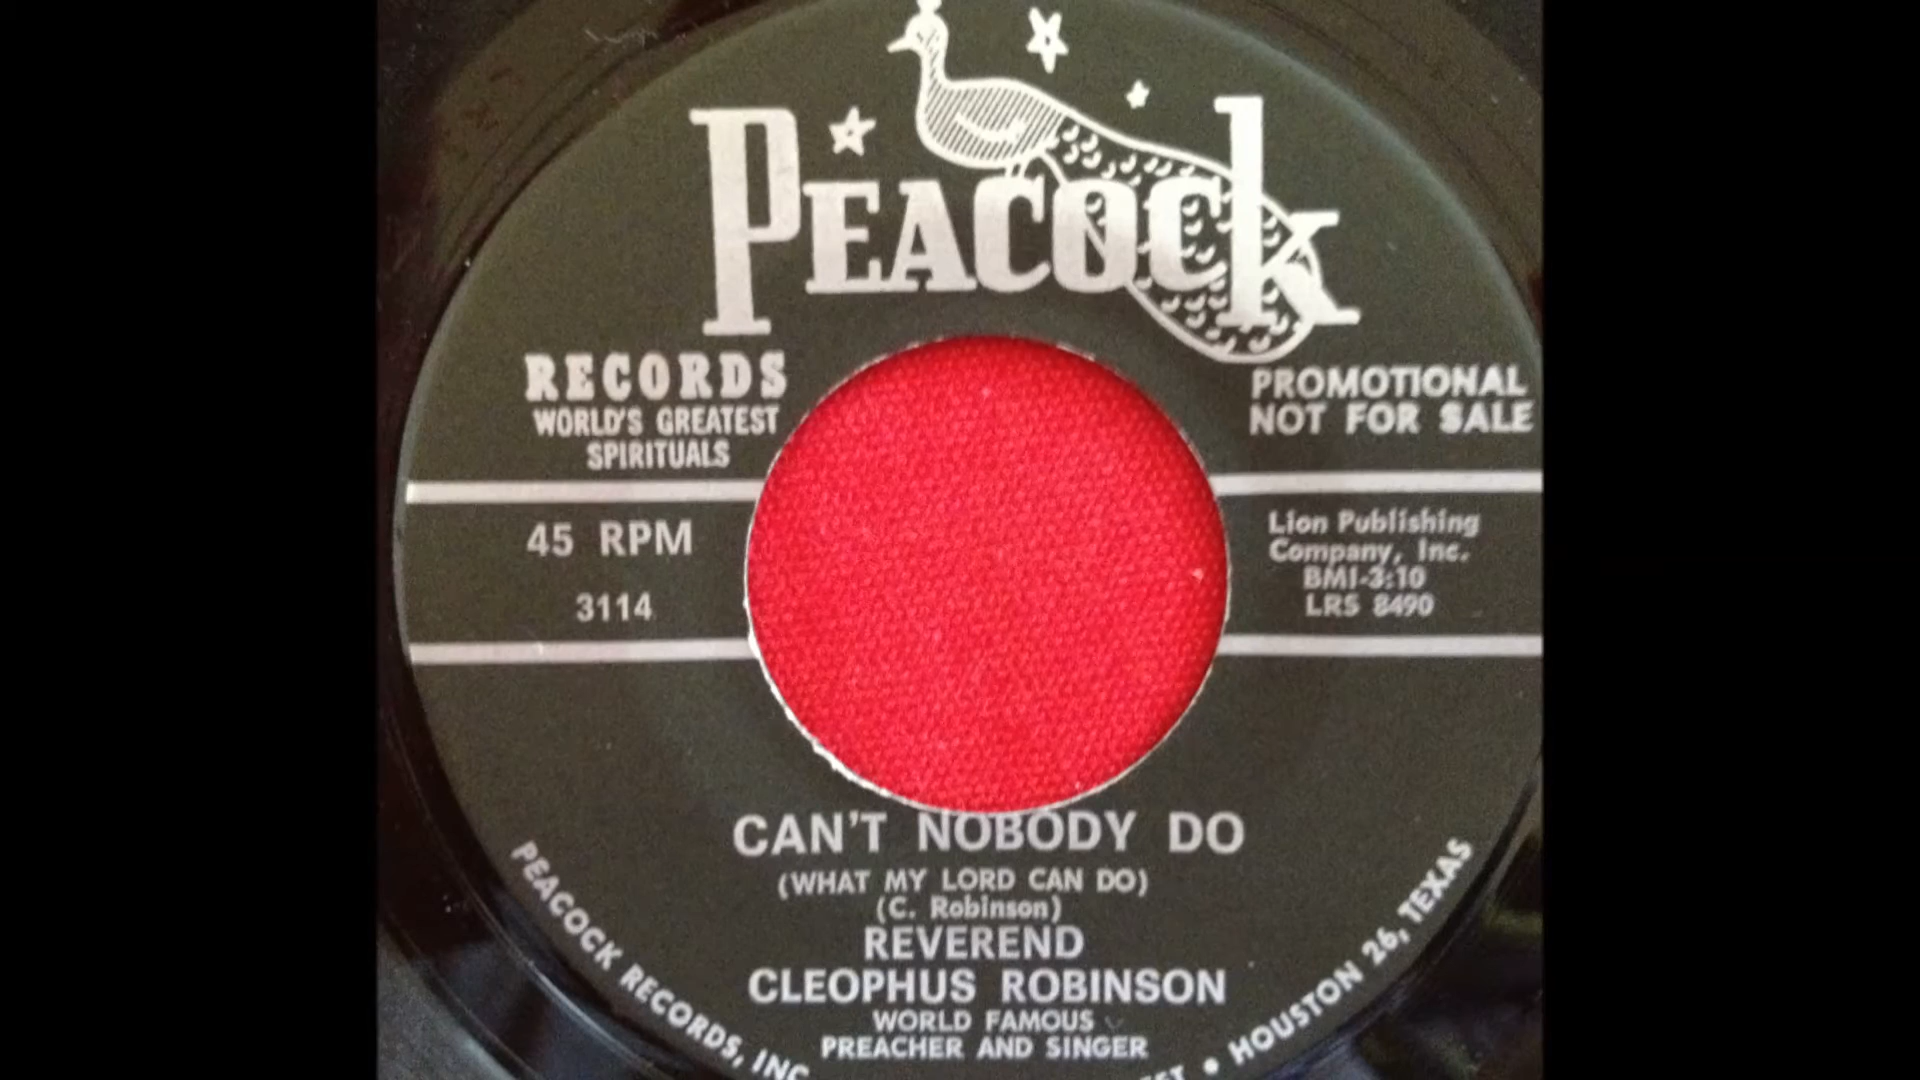 PEACOCK
RECORDS
WORLD'S GREATEST
SPIRITUALS
PROMOTIONAL
NOT FOR SALE
45 RPM
3114
Lion Publishing
Company, Inc.
BMI-3:10
LRS 8490
CAN'T NOBODY DO
(WHAT MY LORD CAN DO)
(C. Robinson)
REVEREND
CLEOPHUS ROBINSON
WORLD FAMOUS
PREACHER AND SINGER
PEACOCK RECORDS, INC • HOUSTON 26, TEXAS